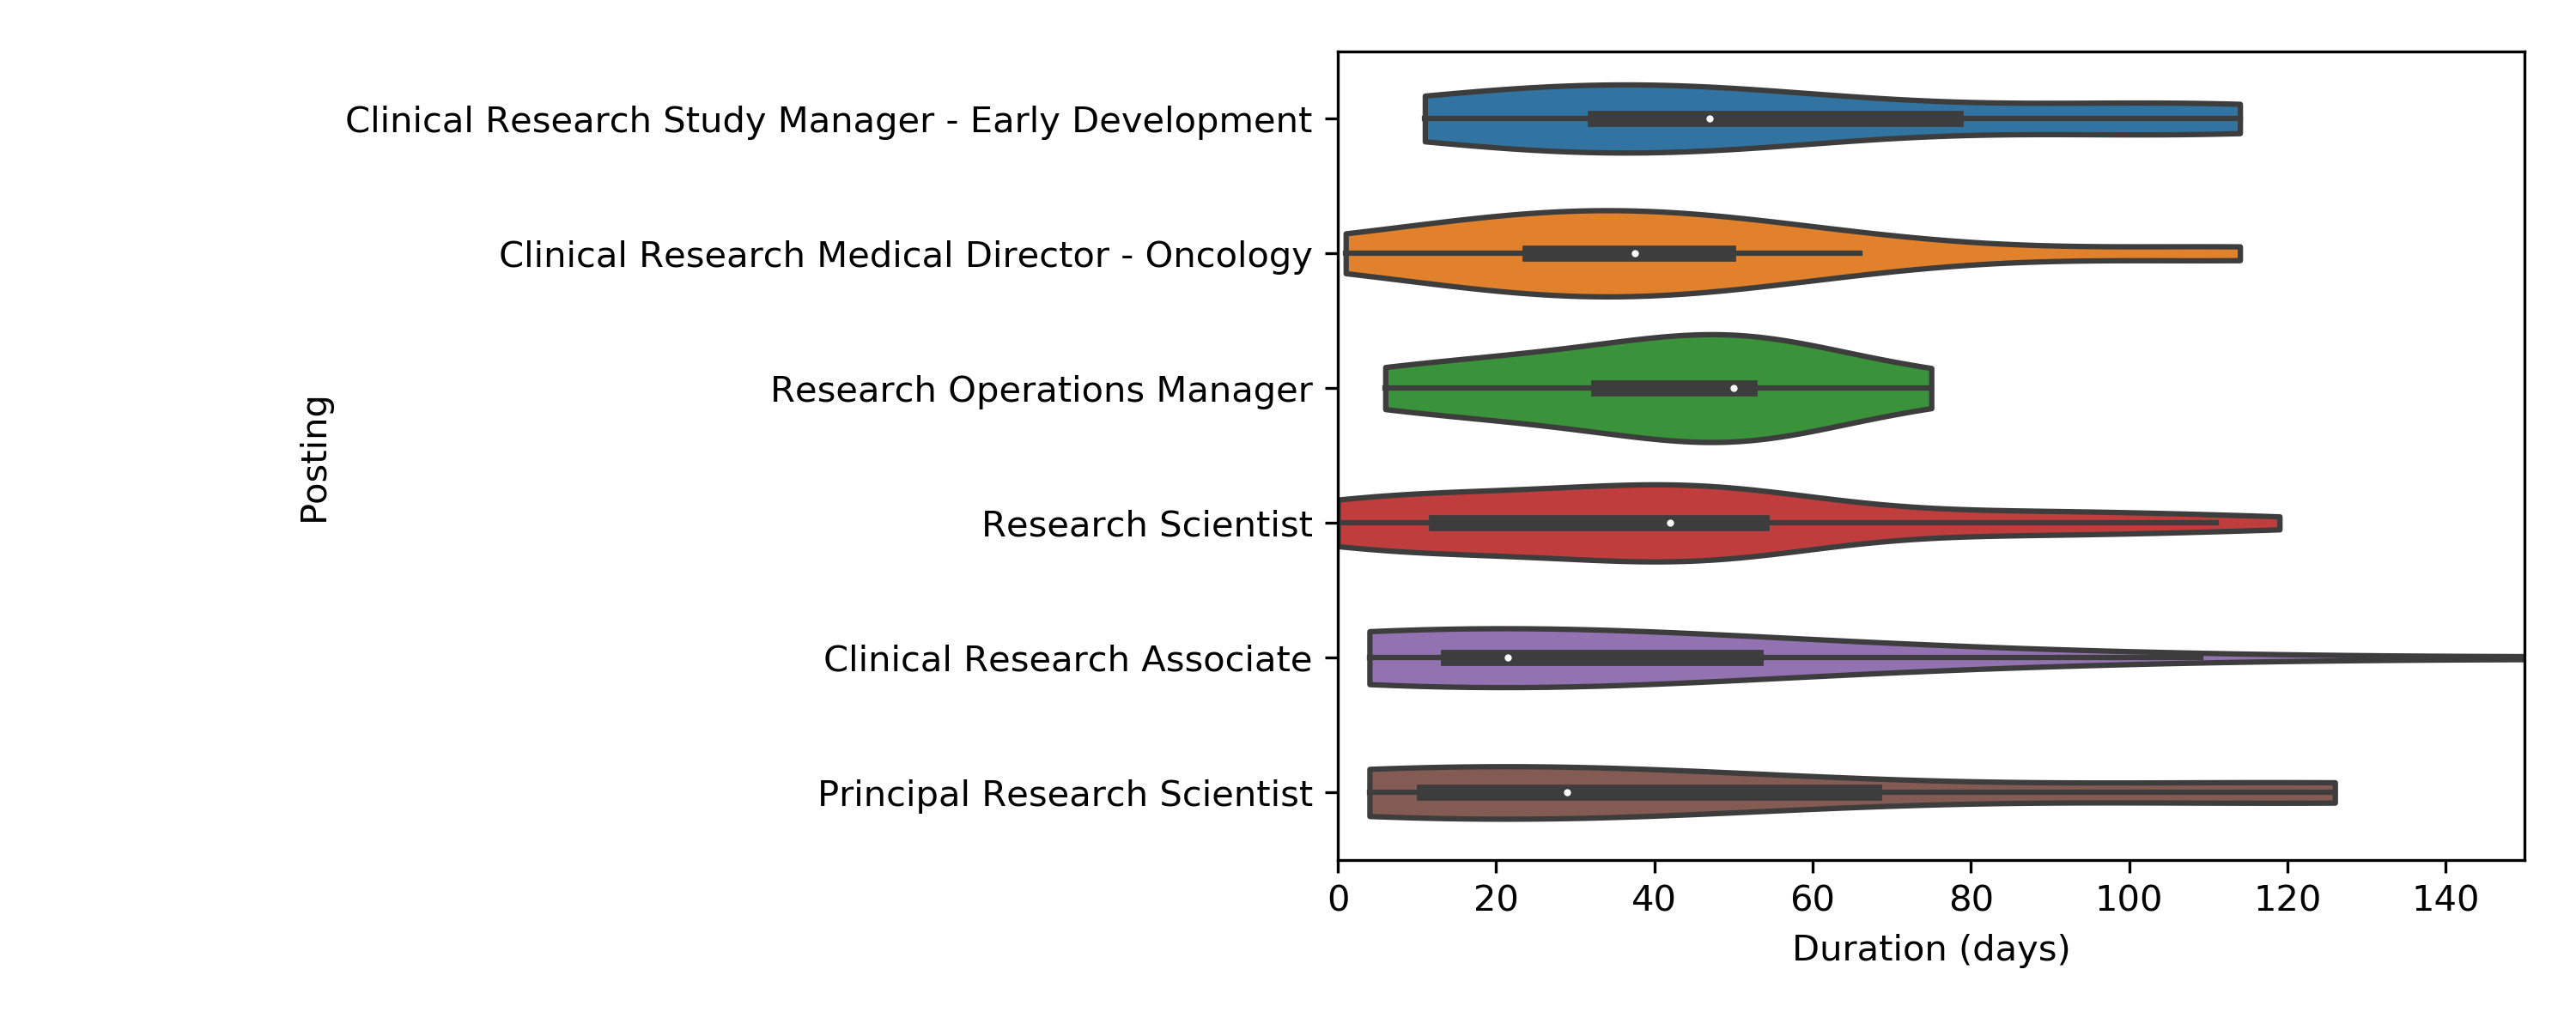 Posting
Clinical Research Study Manager - Early Development
Clinical Research Medical Director - Oncology
Research Operations Manager
Research Scientist
Clinical Research Associate
Principal Research Scientist
0 20 40 60 80 100 120 140
Duration (days)